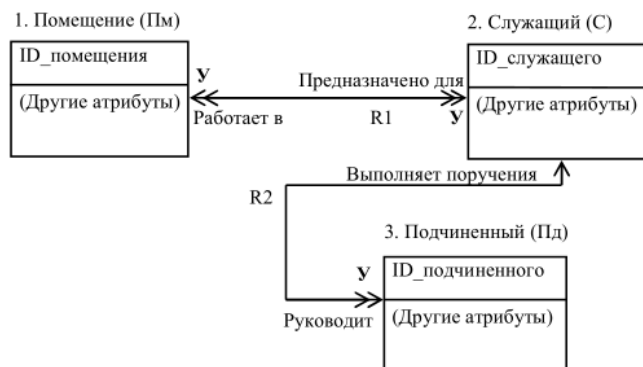 1. Помещение (Пм)
ID_помещения
(Другие атрибуты)
2. Служащий (С)
ID_служащего
(Другие атрибуты)
У
Предназначено для
Работает в
R1
У
Выполняет поручения
R2
3. Подчиненный (Пд)
ID_подчиненного
(Другие атрибуты)
У
Руководит